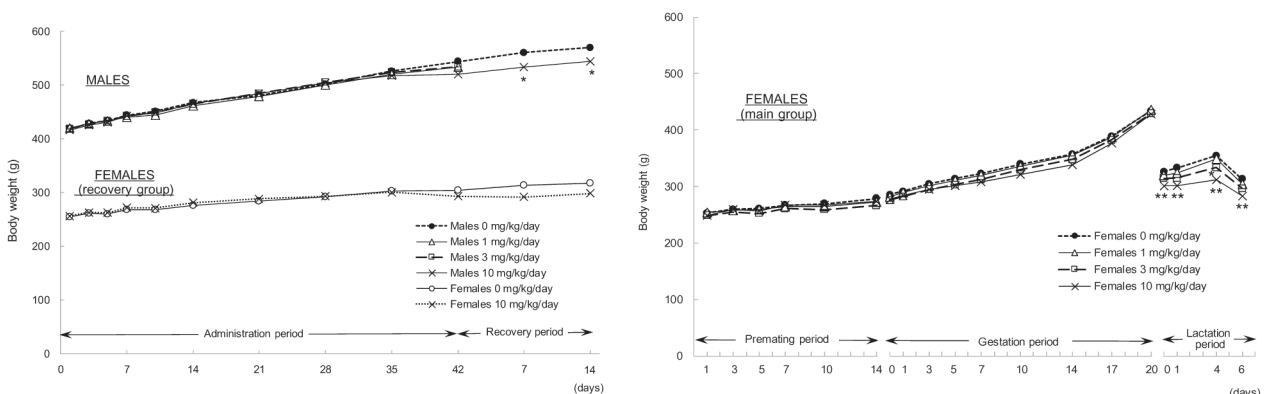 600
500
400
300
200
100
0
Body weight (g)
MALES
FEMALES
(recovery group)
Males 0 mg/kg/day
Males 1 mg/kg/day
Males 3 mg/kg/day
Males 10 mg/kg/day
Females 0 mg/kg/day
Females 10 mg/kg/day
*
*
Administration period
Recovery period
0 7 14 21 28 35 42 7 14
(days)
600
500
400
300
200
100
0
Body weight (g)
FEMALES
(main group)
** ** ** **
Females 0 mg/kg/day
Females 1 mg/kg/day
Females 3 mg/kg/day
Females 10 mg/kg/day
Premating period
Gestation period
Lactation
period
1 3 5 7 10 14 0 1 3 5 7 10 14 17 20 0 1 4 6
(days)